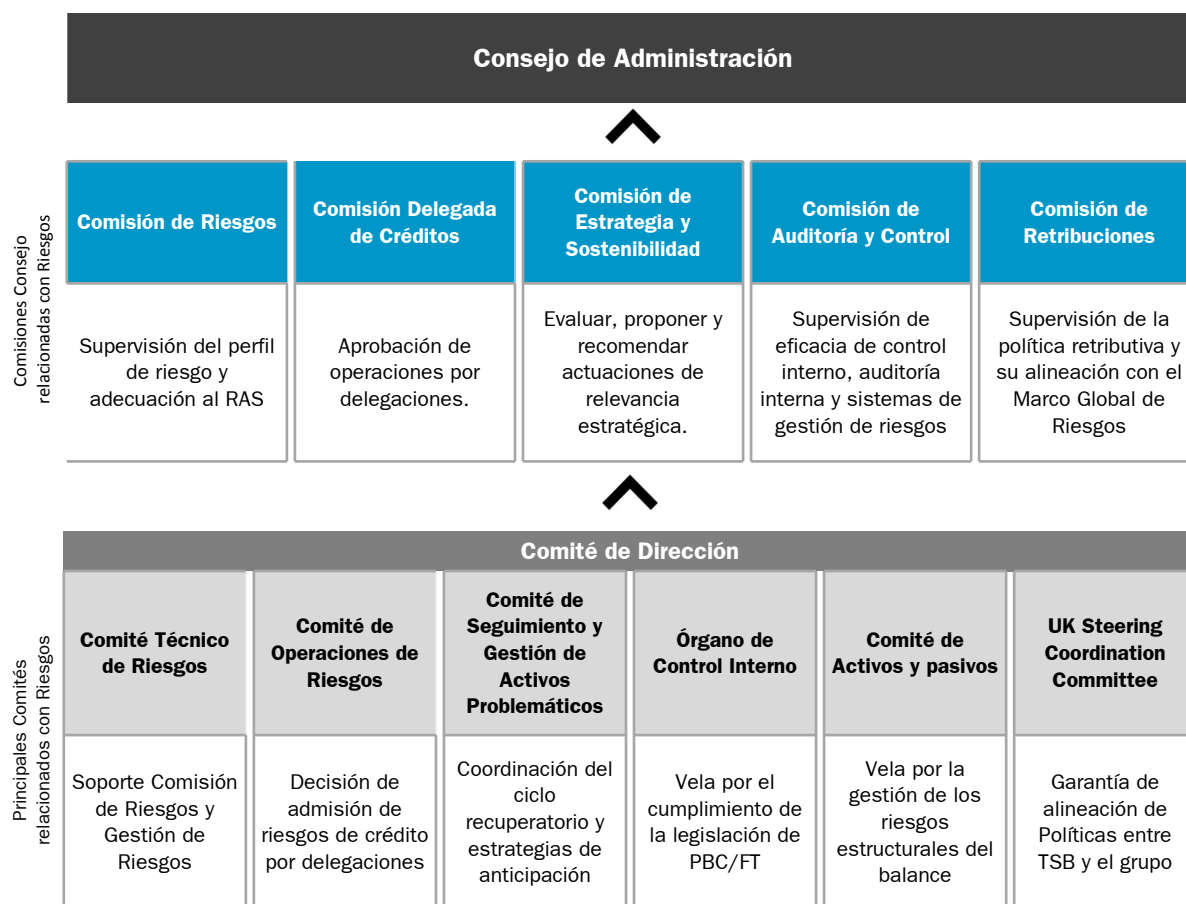 Consejo de Administración
Comisiones Consejo
relacionadas con Riesgos
Comisión de Riesgos
Comisión Delegada
de Créditos
Comisión de
Estrategia y
Sostenibilidad
Comisión de
Auditoría y Control
Comisión de
Retribuciones
Supervisión del perfil
de riesgo y
adecuación al RAS
Aprobación de
operaciones por
delegaciones.
Evaluar, proponer y
recomendar
actuaciones de
relevancia
estratégica.
Supervisión de
eficacia de control
interno, auditoría
interna y sistemas de
gestión de riesgos
Supervisión de la
política retributiva y
su alineación con el
Marco Global de
Riesgos
Principales Comités
relacionados con Riesgos
Comité de Dirección
Comité Técnico
de Riesgos
Comité de
Operaciones de
Riesgos
Comité de
Seguimiento y
Gestión de
Activos
Problemáticos
Órgano de
Control Interno
Comité de
Activos y pasivos
UK Steering
Coordination
Committee
Soporte Comisión
de Riesgos y
Gestión de
Riesgos
Decisión de
admisión de
riesgos de crédito
por delegaciones
Coordinación del
ciclo
recuperatorio y
estrategias de
anticipación
Vela por el
cumplimiento de
la legislación de
PBC/FT
Vela por la
gestión de los
riesgos
estructurales del
balance
Garantía de
alineación de
Políticas entre
TSB y el grupo